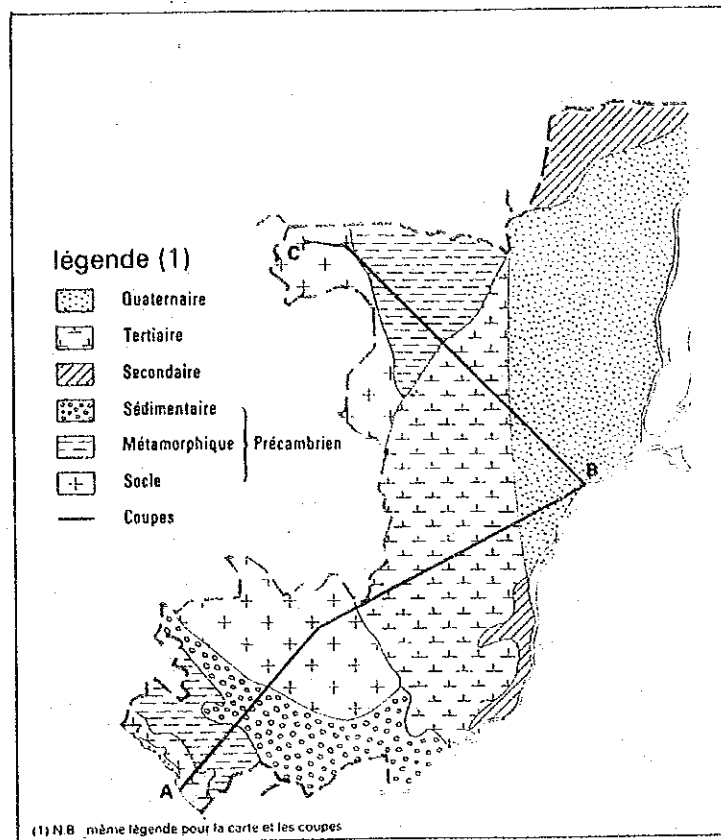 légende (1)
Quaternaire
Tertiaire
Secondaire
Sédimentaire
Métamorphique
Précambrien
Socle
Coupes
C
B
A
(1) N.B même légende pour la carte et les coupes